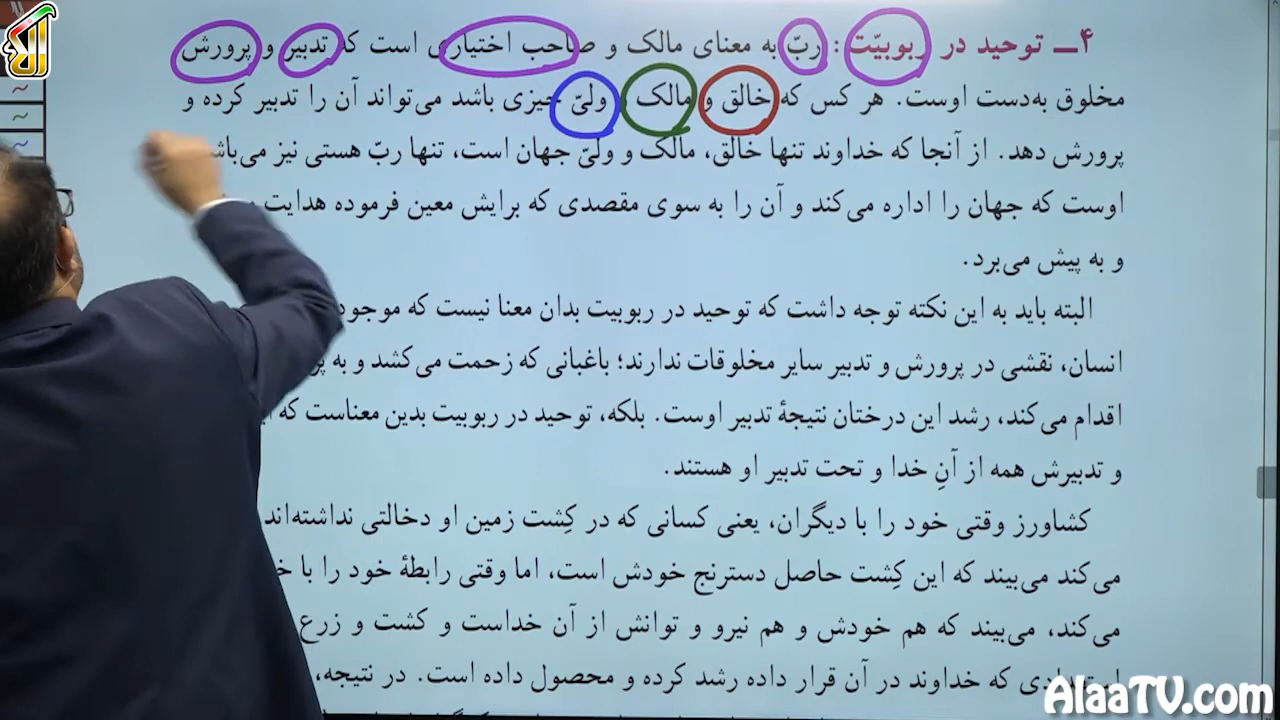 آلاء
۴ــ توحید در ربوبیّت : ربّ به معنای مالک و صاحب اختیاری است که تدبیر و پرورش
مخلوق به‌دست اوست. هر کس که خالق و مالک و ولیّ چیزی باشد می‌تواند آن را تدبیر کرده و
پرورش دهد. از آنجا که خداوند تنها خالق، مالک و ولیّ جهان است، تنها ربّ هستی نیز می‌باشد
اوست که جهان را اداره می‌کند و آن را به سوی مقصدی که برایش معین فرموده هدایت
و به پیش می‌برد.
البته باید به این نکته توجه داشت که توحید در ربوبیت بدان معنا نیست که
انسان، نقشی در پرورش و تدبیر سایر مخلوقات ندارند؛ باغبانی که زحمت می‌کشد و به
اقدام می‌کند، رشد این درختان نتیجهٔ تدبیر اوست. بلکه، توحید در ربوبیت بدین معناست که
و تدبیرش همه از آنِ خدا و تحت تدبیر او هستند.
کشاورز وقتی خود را با دیگران، یعنی کسانی که در کِشت زمین او دخالتی نداشته‌اند
می‌کند می‌بیند که این کِشت حاصل دسترنج خودش است، اما وقتی رابطهٔ خود را با
می‌کند، می‌بیند که هم خودش و هم نیرو و توانش از آن خداست و کشت و زرع
که خداوند در آن قرار داده رشد کرده و محصول داده است. در نتیجه،
AlaaTV.com